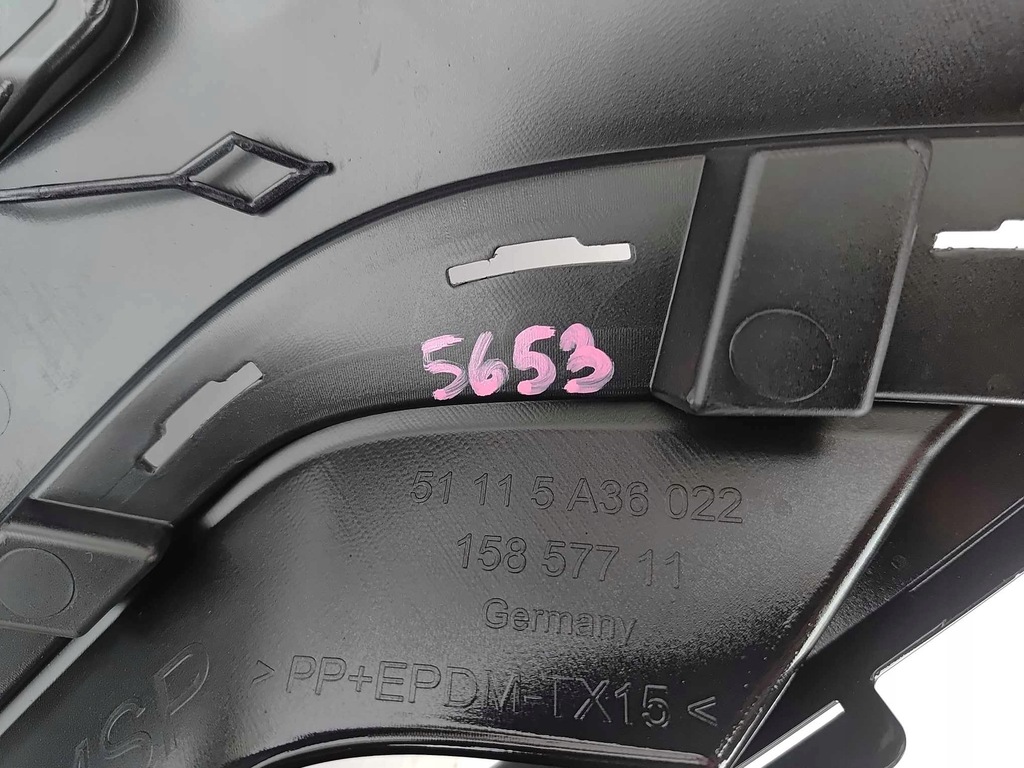 5653
51 11 5 A36 022
158 577 11
Germany
> PP+EPDM-TX15 <